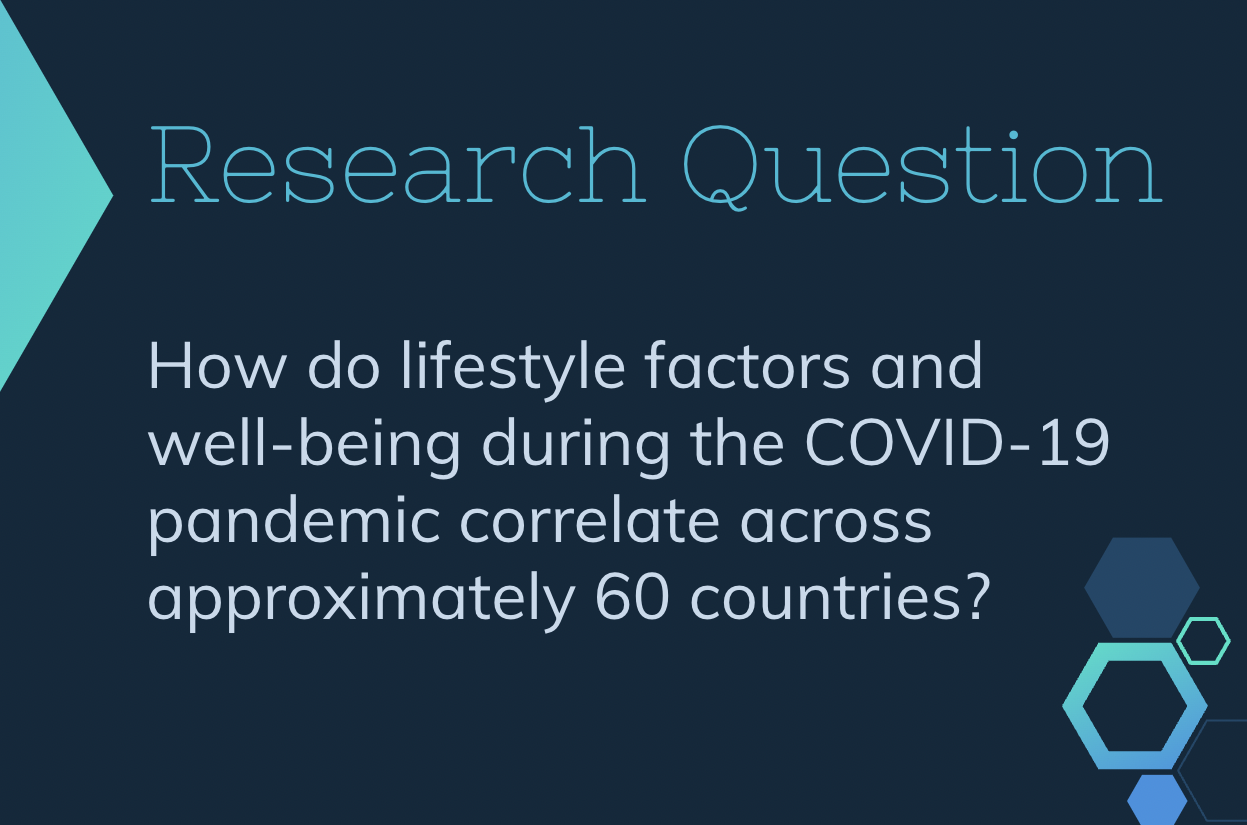 Research Question
How do lifestyle factors and
well-being during the COVID-19
pandemic correlate across
approximately 60 countries?